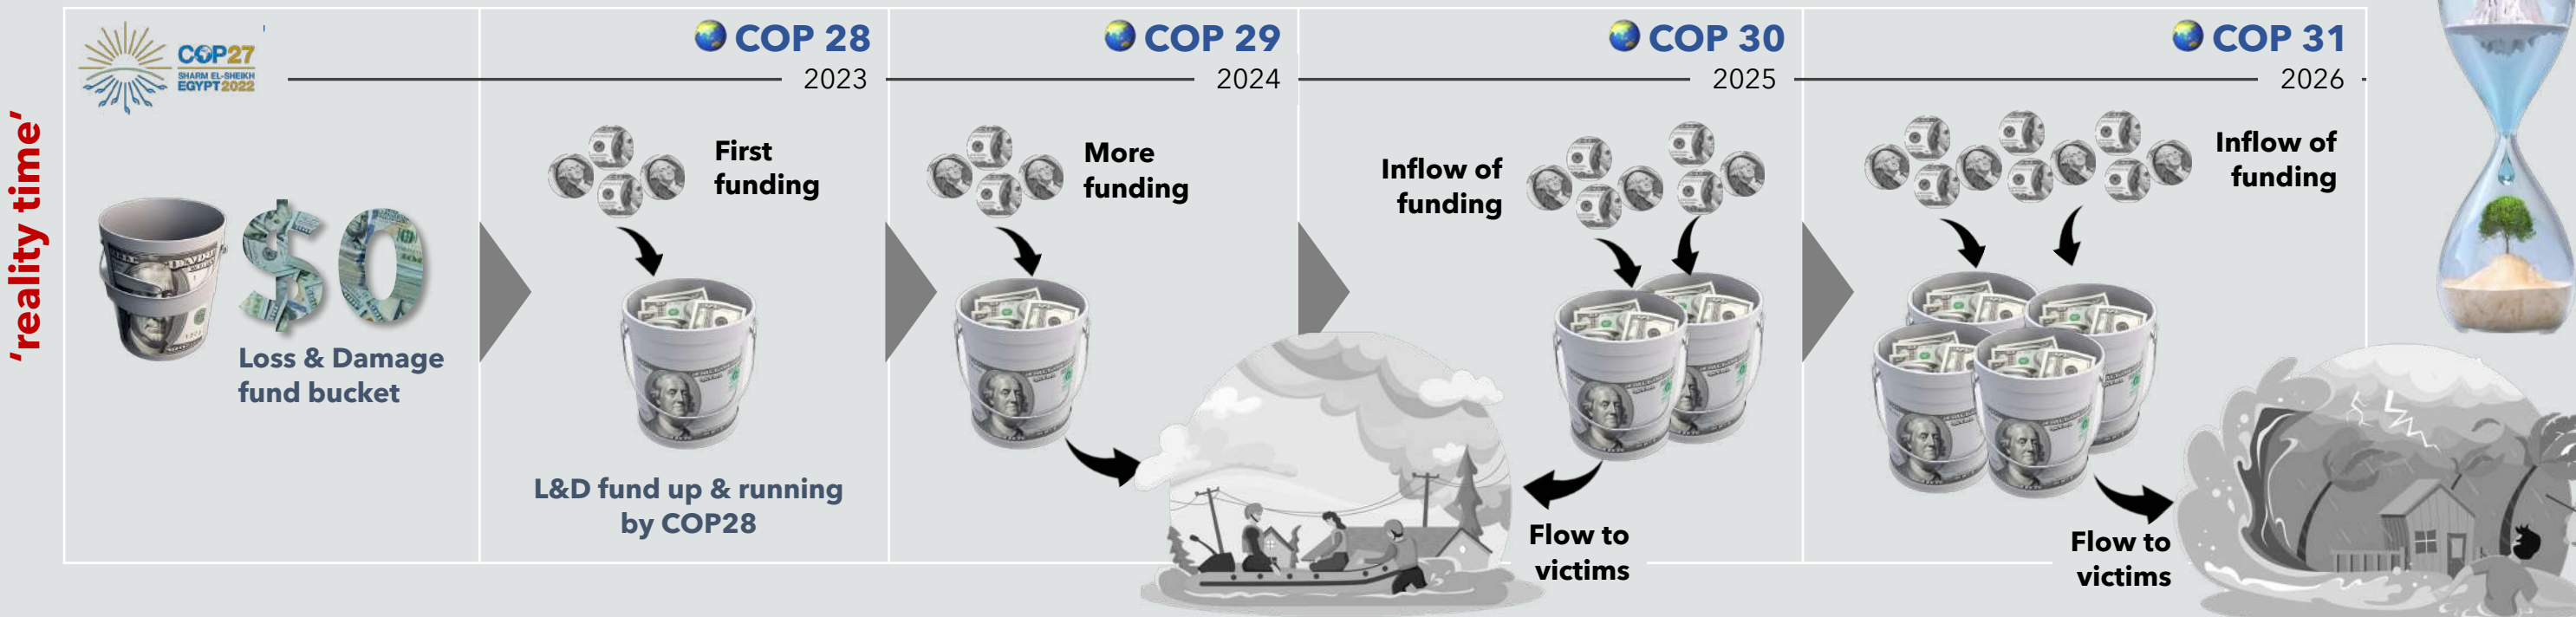 'reality time'
COP27
SHARM EL-SHEIKH
EGYPT2022
$0
Loss & Damage
fund bucket
COP 28
2023
First
funding
L&D fund up & running
by COP28
COP 29
2024
More
funding
COP 30
2025
Inflow of
funding
Flow to
victims
COP 31
2026
Inflow of
funding
Flow to
victims